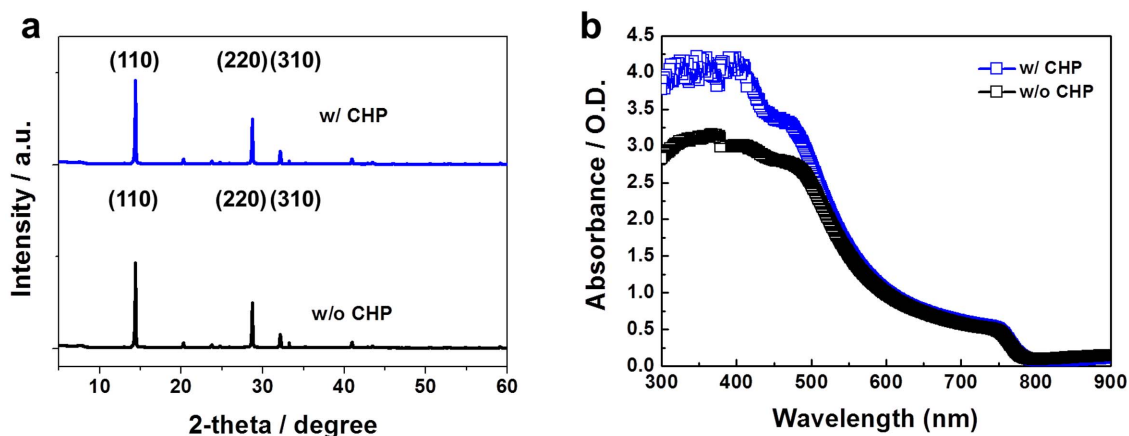 a
(110)
(220)
(310)
w/ CHP
(110)
(220)
(310)
w/o CHP
Intensity / a.u.
10 20 30 40 50 60
2-theta / degree
b
4.5
4.0
3.5
3.0
2.5
2.0
1.5
1.0
0.5
0.0
w/ CHP
w/o CHP
Absorbance / O.D.
300 400 500 600 700 800 900
Wavelength (nm)